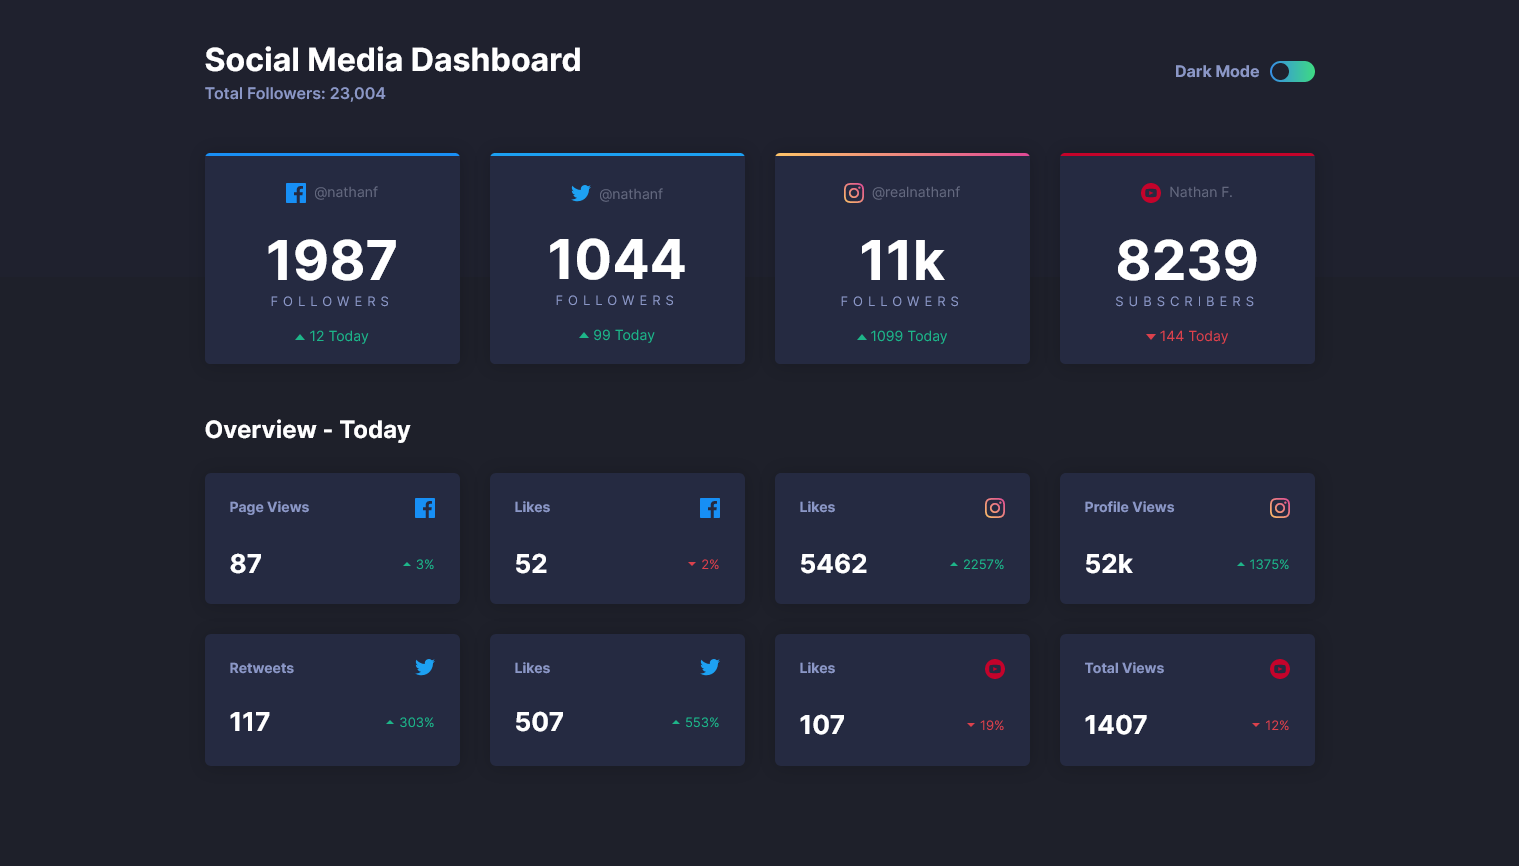 Social Media Dashboard
Total Followers: 23,004
Dark Mode
@nathanf
1987
FOLLOWERS
12 Today
@nathanf
1044
FOLLOWERS
99 Today
@realnathanf
11k
FOLLOWERS
1099 Today
Nathan F.
8239
SUBSCRIBERS
144 Today
Overview - Today
Page Views
87
3%
Likes
52
2%
Likes
5462
2257%
Profile Views
52k
1375%
Retweets
117
303%
Likes
507
553%
Likes
107
19%
Total Views
1407
12%